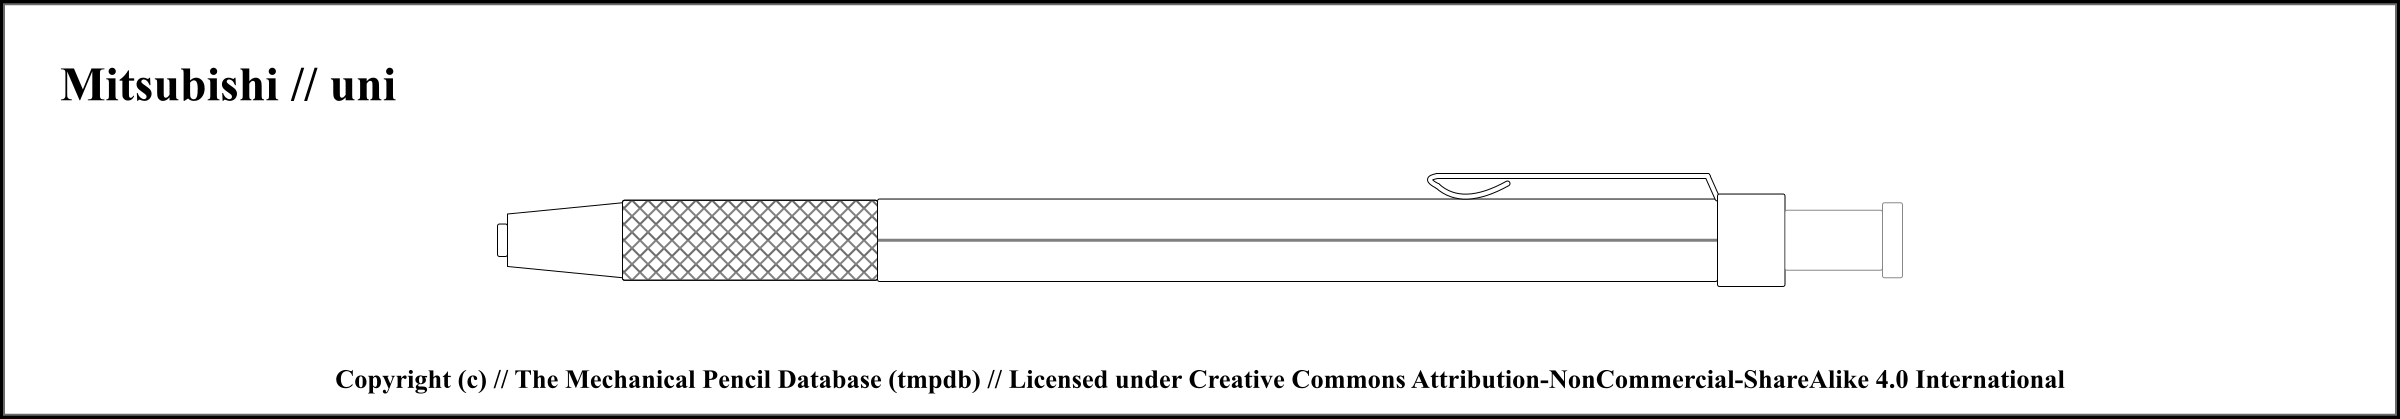 Mitsubishi // uni
Copyright (c) // The Mechanical Pencil Database (tmpdb) // Licensed under Creative Commons Attribution-NonCommercial-ShareAlike 4.0 International